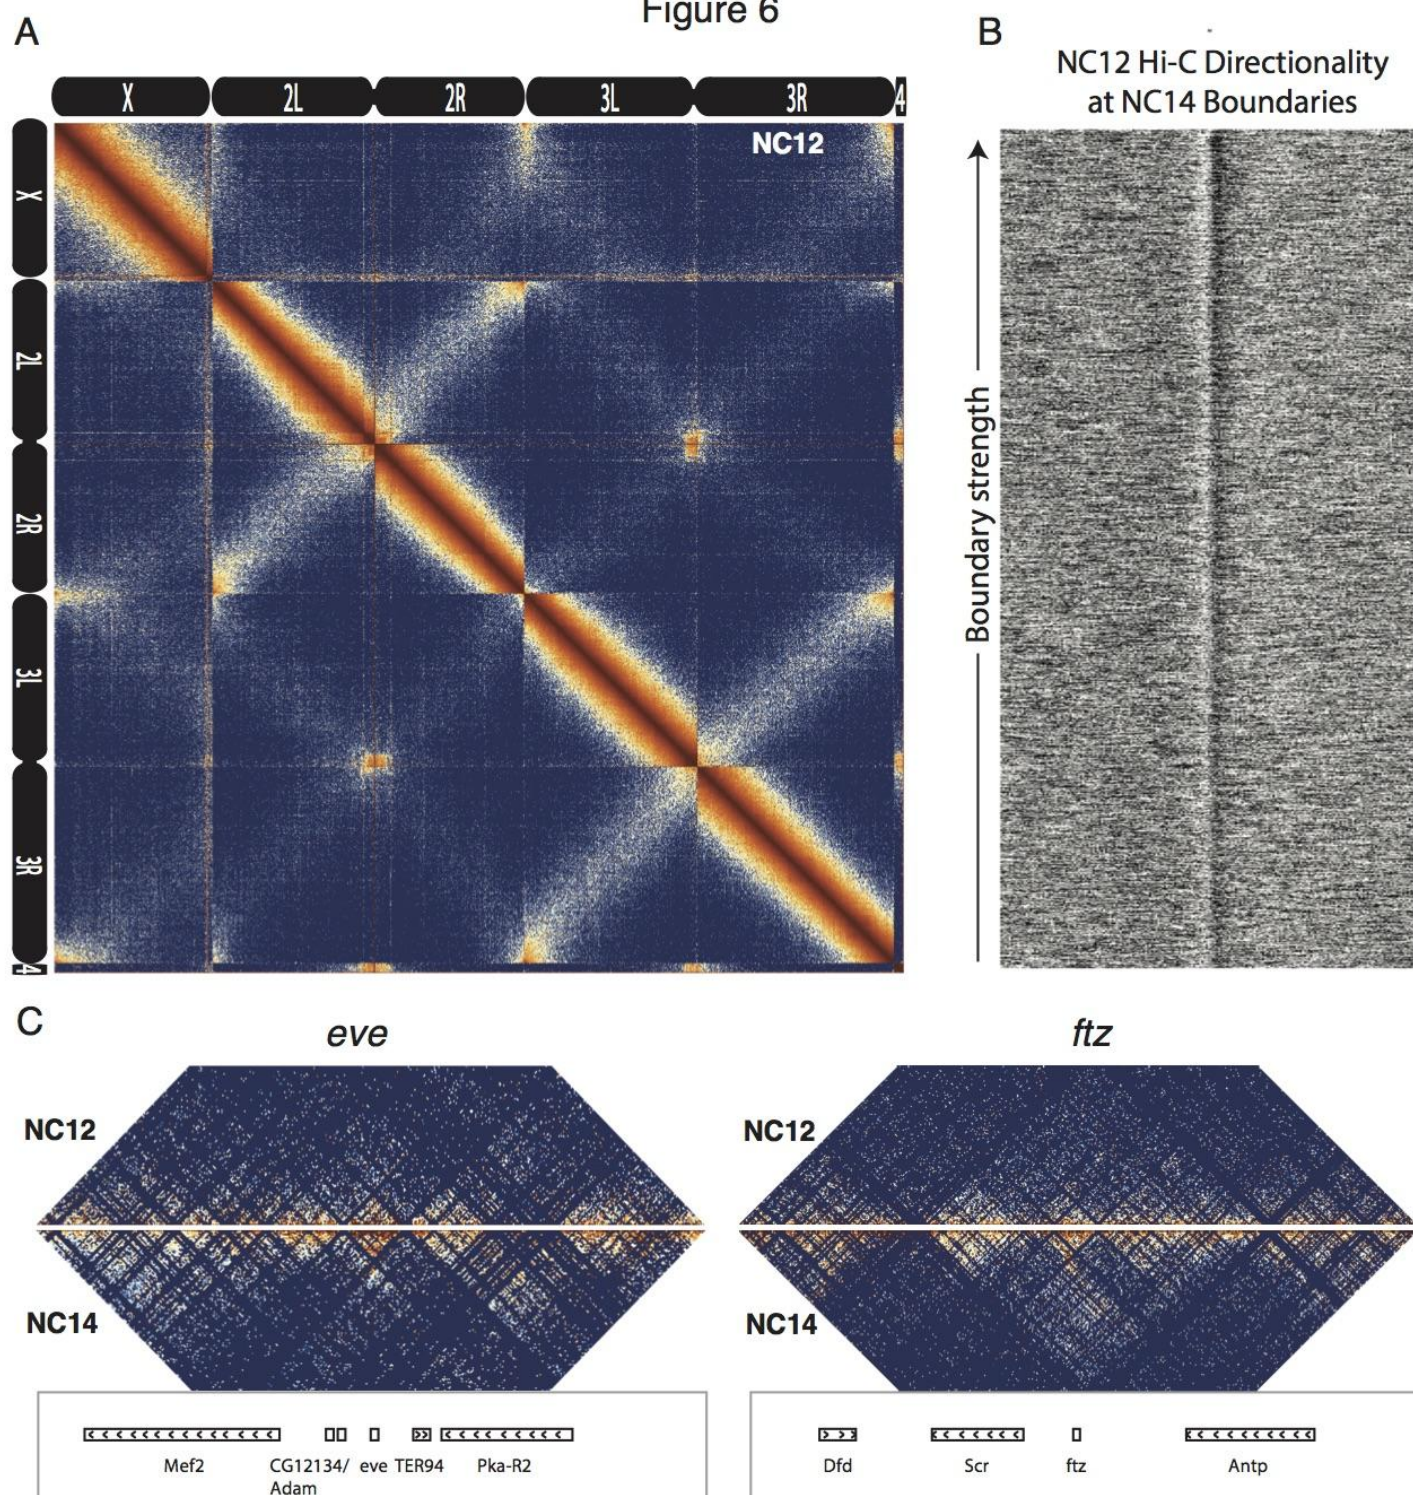 Figure 6
A
X 2L 2R 3L 3R 4
NC12
X
2L
2R
3L
3R
4
B
NC12 Hi-C Directionality
at NC14 Boundaries
Boundary strength
C
eve
NC12
NC14
Mef2 CG12134/ eve TER94 Pka-R2
Adam
ftz
NC12
NC14
Dfd Scr ftz Antp